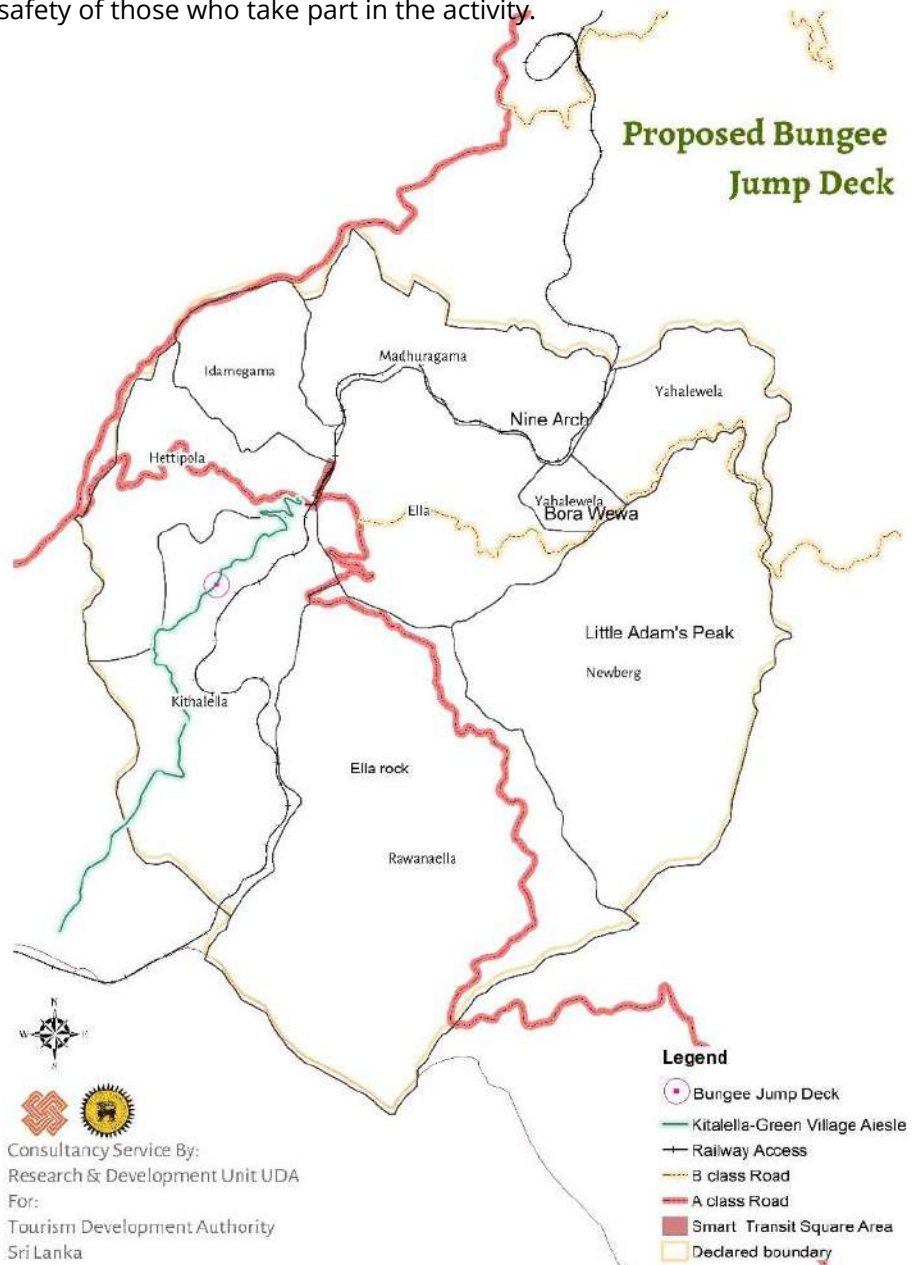 safety of those who take part in the activity.
Proposed Bungee
Jump Deck
Madhuragama
Idamegama
Yahalewela
Nine Arch
Hettipola
Yahalewela
Ella
Bora Wewa
Little Adam's Peak
Newberg
Kithalella
Ella rock
Rawanaella
N
W
E
S
Legend
Bungee Jump Deck
Kitalella-Green Village Aiesle
Railway Access
B class Road
A class Road
Smart Transit Square Area
Declared boundary
Consultancy Service By:
Research & Development Unit UDA
For:
Tourism Development Authority
Sri Lanka